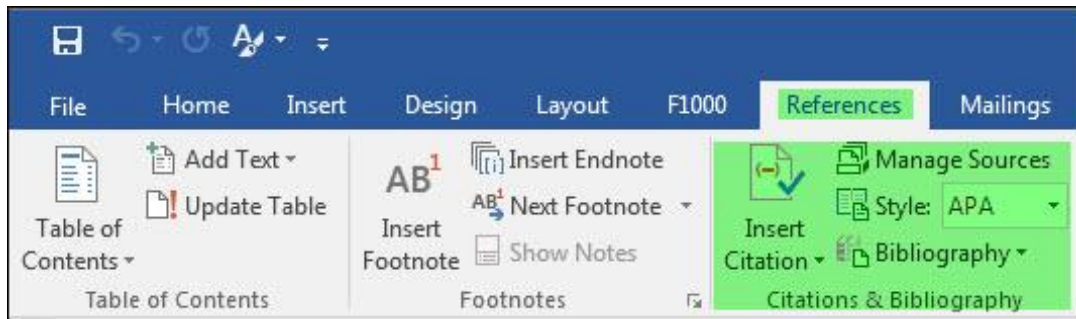 File Home Insert Design Layout F1000 References Mailings
Table of
Contents
Add Text
Update Table
Table of Contents
AB1
Insert
Footnote
Insert Endnote
Next Footnote
Show Notes
Footnotes
Insert
Citation
Manage Sources
Style: APA
Bibliography
Citations & Bibliography